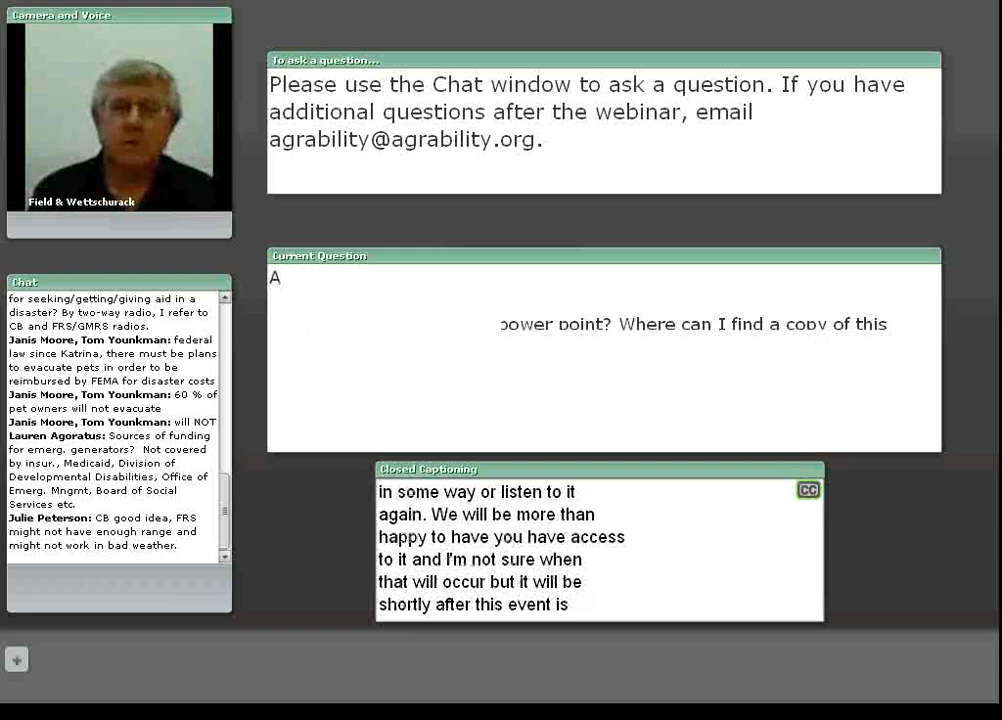 Camera and Voice
Field & Wettschurack
To ask a question...
Please use the Chat window to ask a question. If you have
additional questions after the webinar, email
agrability@agrability.org.
Current Question
A
power point? Where can I find a copy of this
Chat
for seeking/getting/giving aid in a
disaster? By two-way radio, I refer to
CB and FRS/GMRS radios.
Janis Moore, Tom Younkman: federal
law since Katrina, there must be plans
to evacuate pets in order to be
reimbursed by FEMA for disaster costs
Janis Moore, Tom Younkman: 60 % of
pet owners will not evacuate
Janis Moore, Tom Younkman: will NOT
Lauren Agoratus: Sources of funding
for emerg. generators?  Not covered
by insur., Medicaid, Division of
Developmental Disabilities, Office of
Emerg. Mngmt, Board of Social
Services etc.
Julie Peterson: CB good idea, FRS
might not have enough range and
might not work in bad weather.
Closed Captioning
CC
in some way or listen to it
again. We will be more than
happy to have you have access
to it and I'm not sure when
that will occur but it will be
shortly after this event is